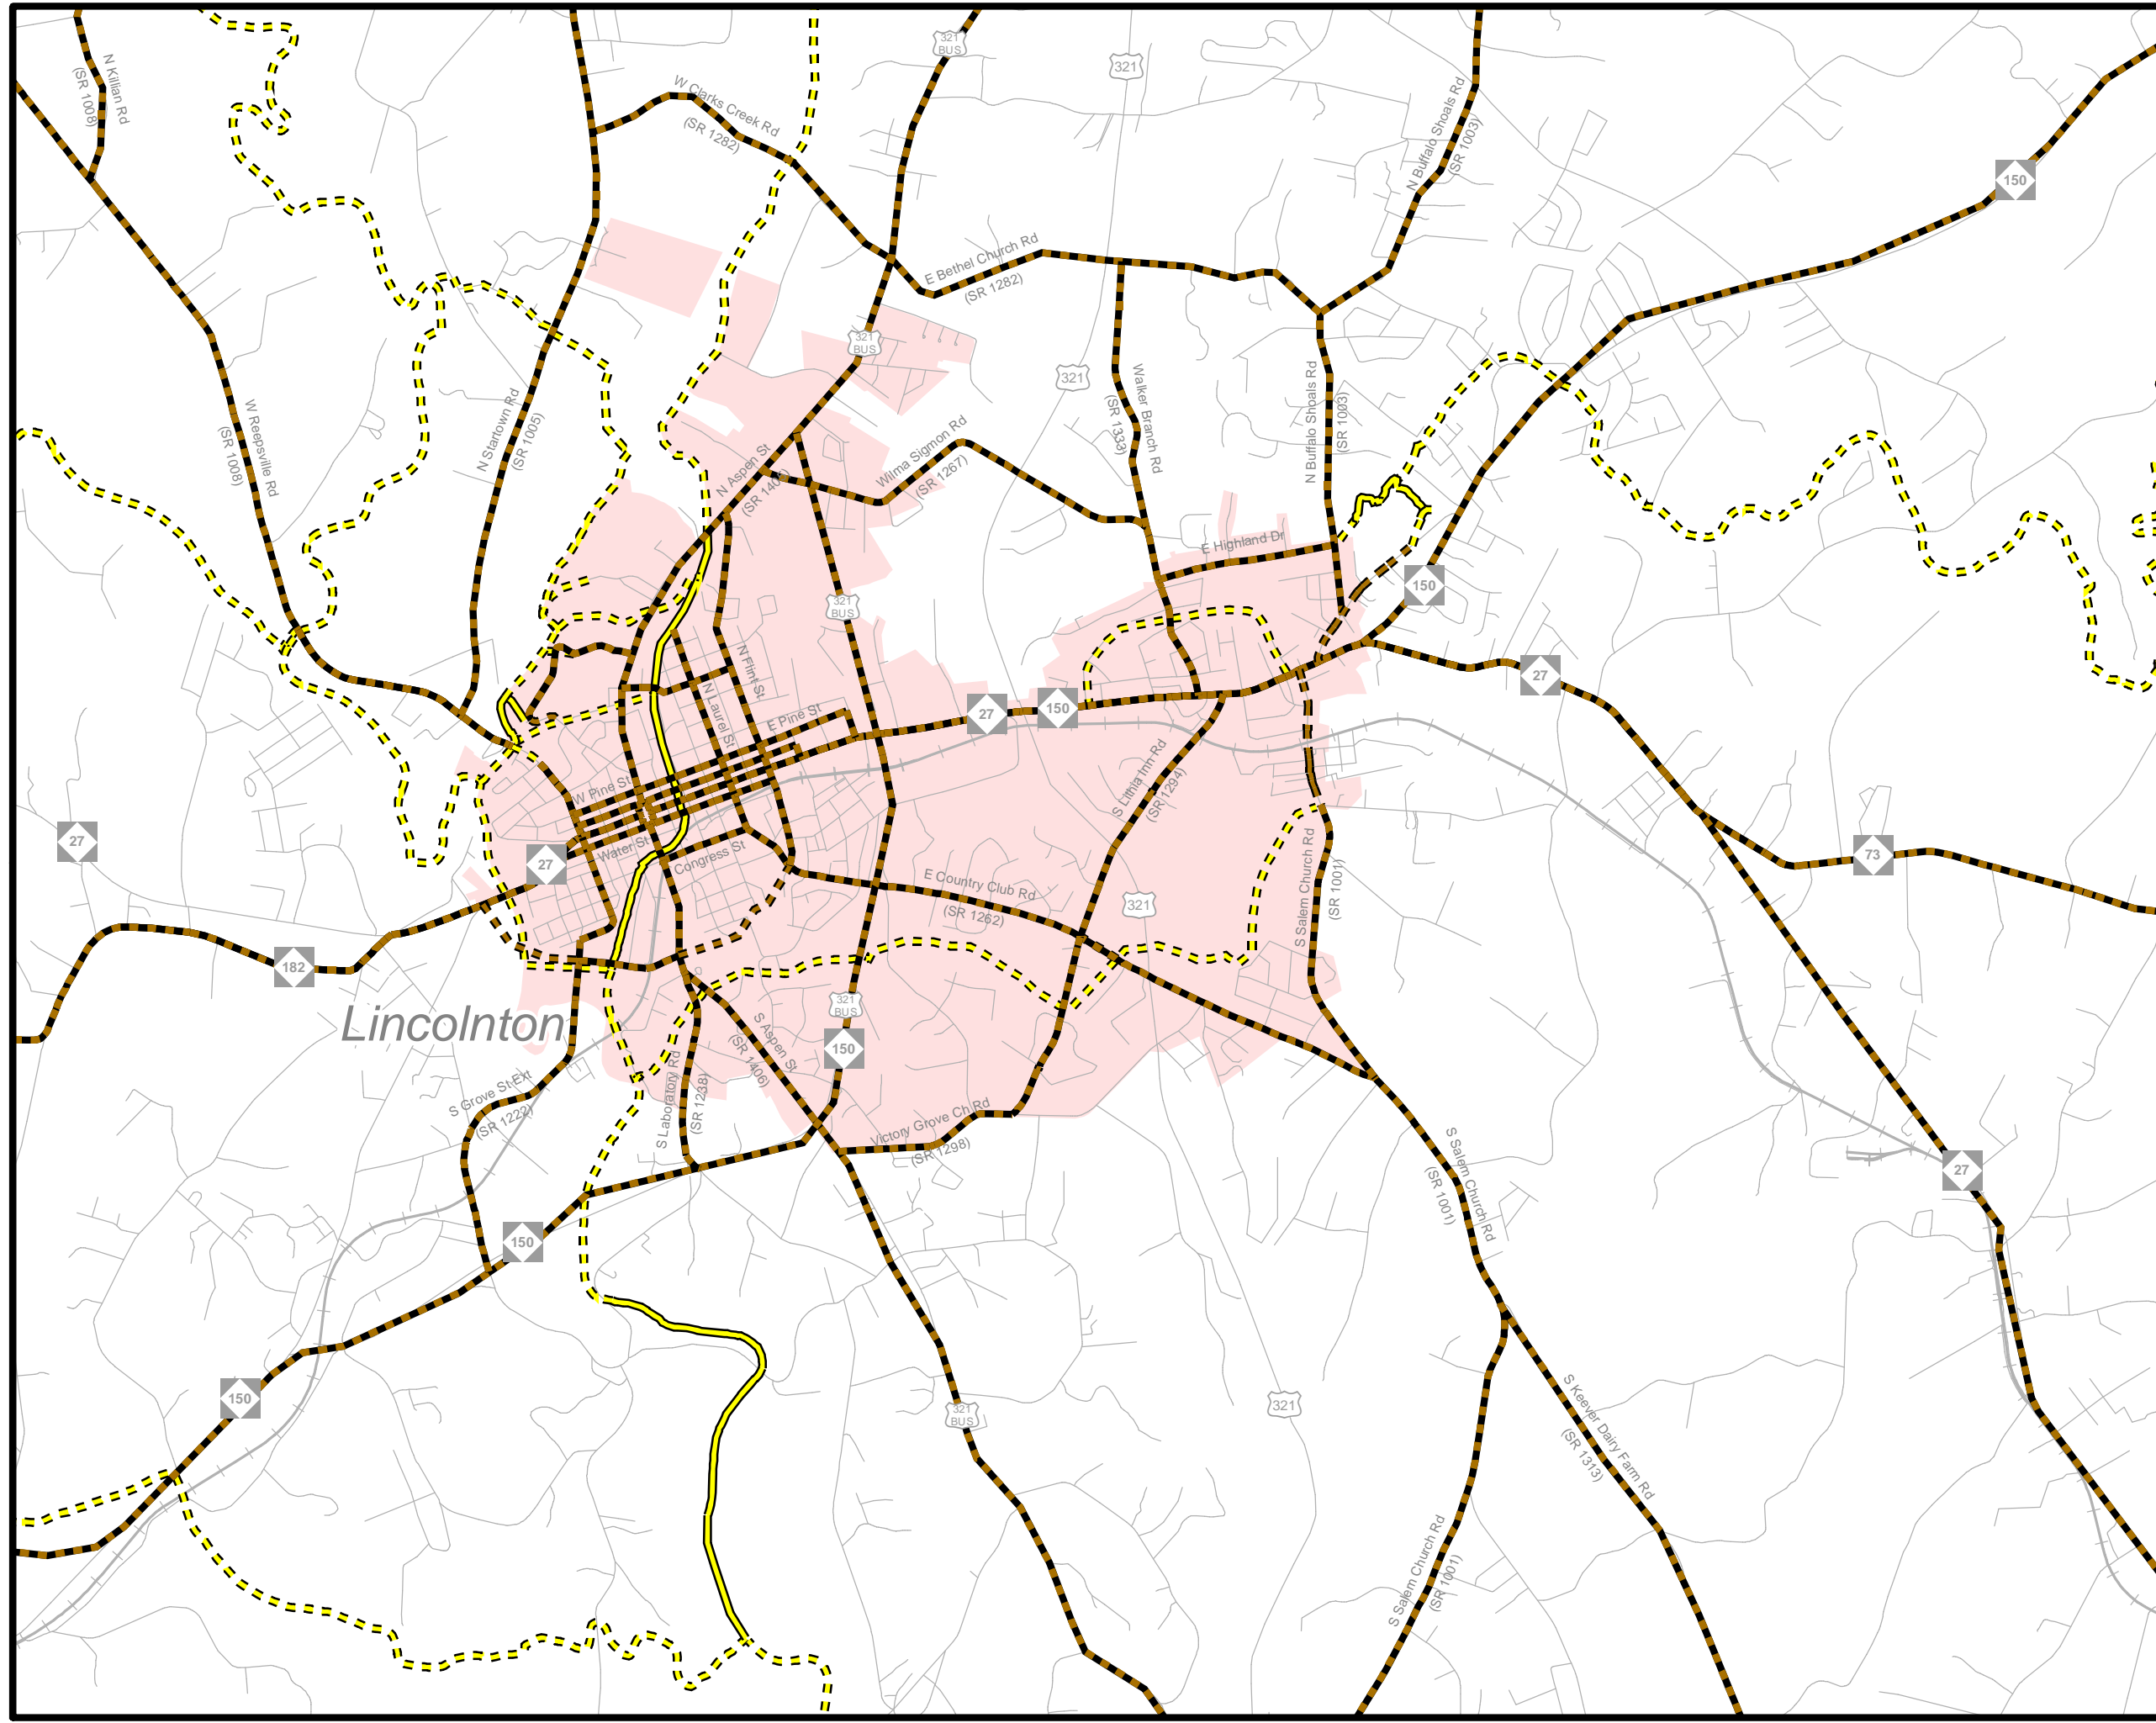 321
BUS
321
N Killian Rd
(SR 1008)
W Clarks Creek Rd
(SR 1282)
N Buffalo Shoals Rd
(SR 1003)
150
E Bethel Church Rd
(SR 1282)
321
BUS
321
W Reepsville Rd
(SR 1008)
N Startown Rd
(SR 1005)
Walker Branch Rd
(SR 1333)
N Buffalo Shoals Rd
(SR 1003)
N Aspen St
Wilma Sigmon Rd
(SR 1267)
E Highland Dr
150
321
BUS
N Flint St
N Laurel St
E Pine St
27
150
27
W Pine St
S Lithia Inn Rd
(SR 1294)
27
Water St
27
Congress St
73
E Country Club Rd
(SR 1262)
321
S Salem Church Rd
(SR 1001)
182
Lincolnton
321
BUS
150
S Aspen St
(SR 1406)
S Grove St Ext
(SR 1222)
S Laboratory Rd
(SR 1238)
Victory Grove Ch Rd
(SR 1298)
S Salem Church Rd
(SR 1001)
27
150
150
321
BUS
321
S Keever Dairy Farm Rd
(SR 1313)
S Salem Church Rd
(SR 1001)